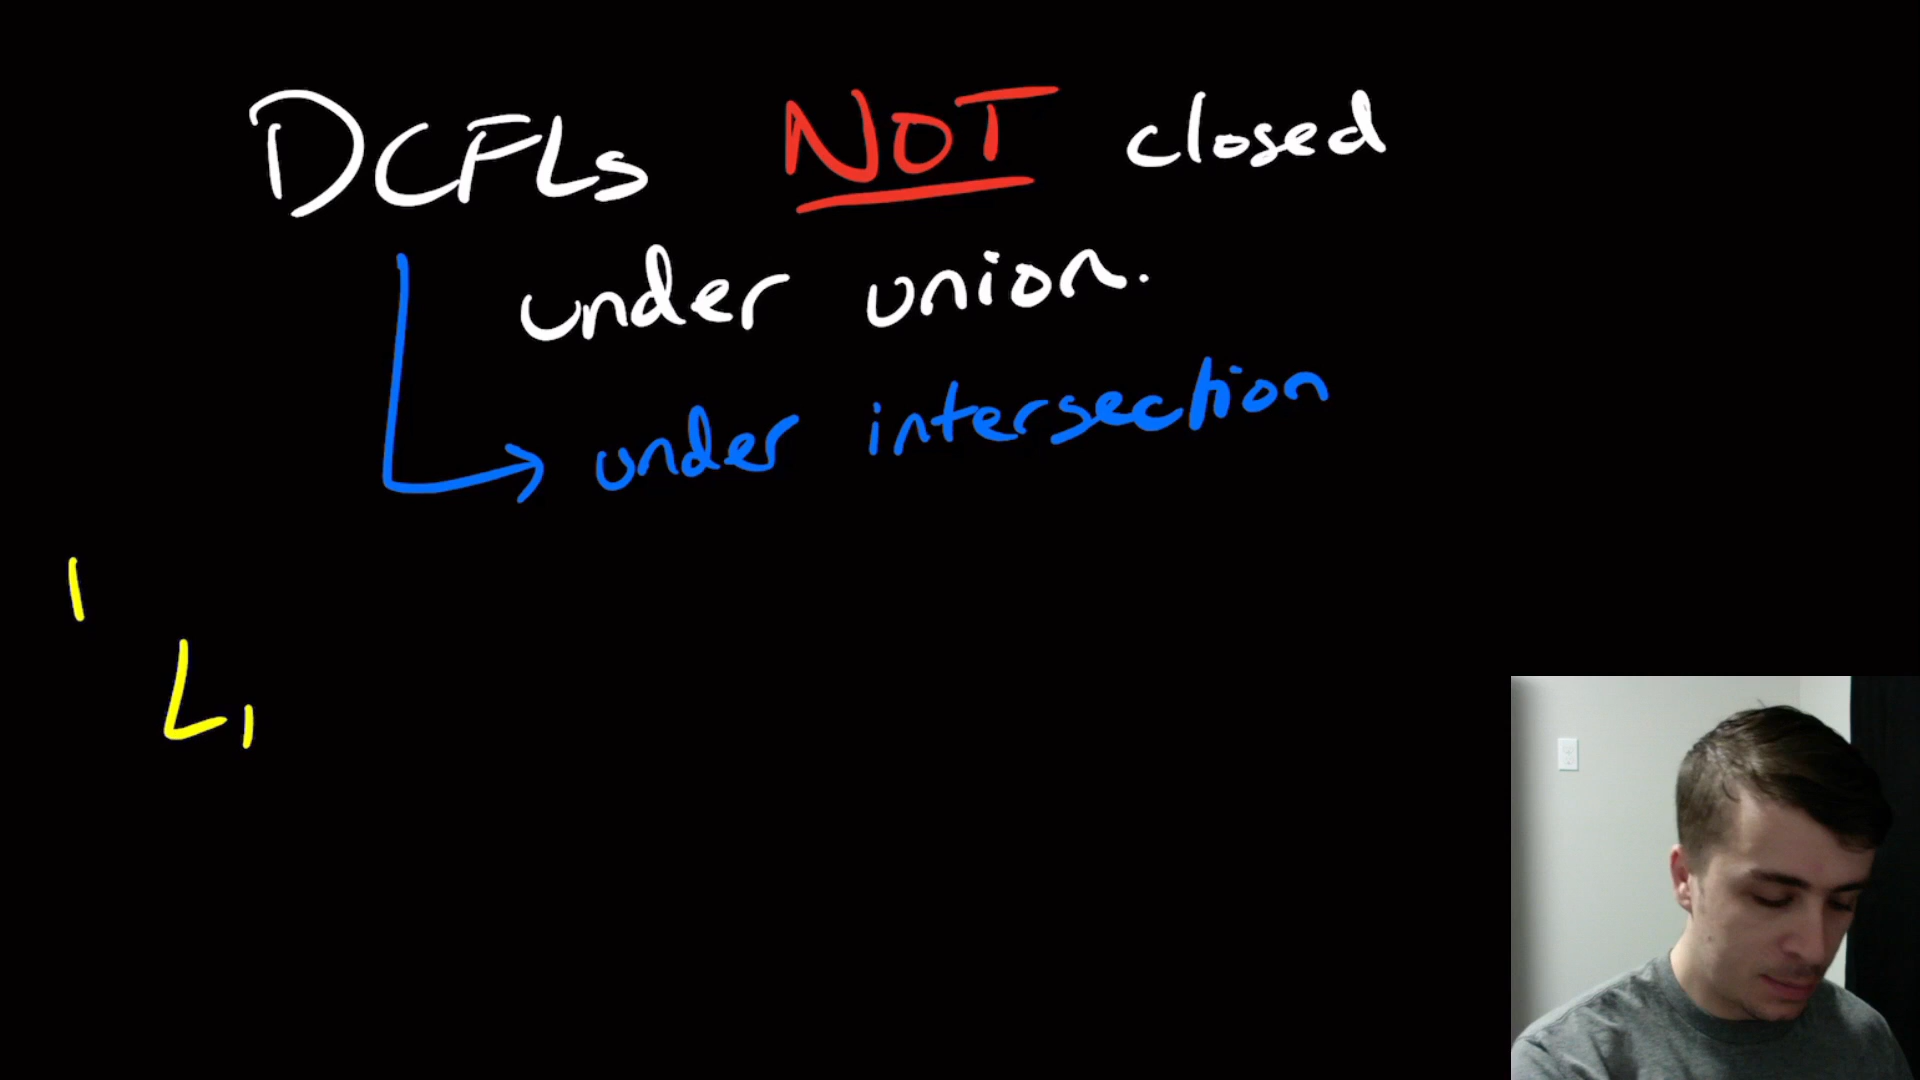 DCFLs NOT closed
under union.
under intersection
L₁